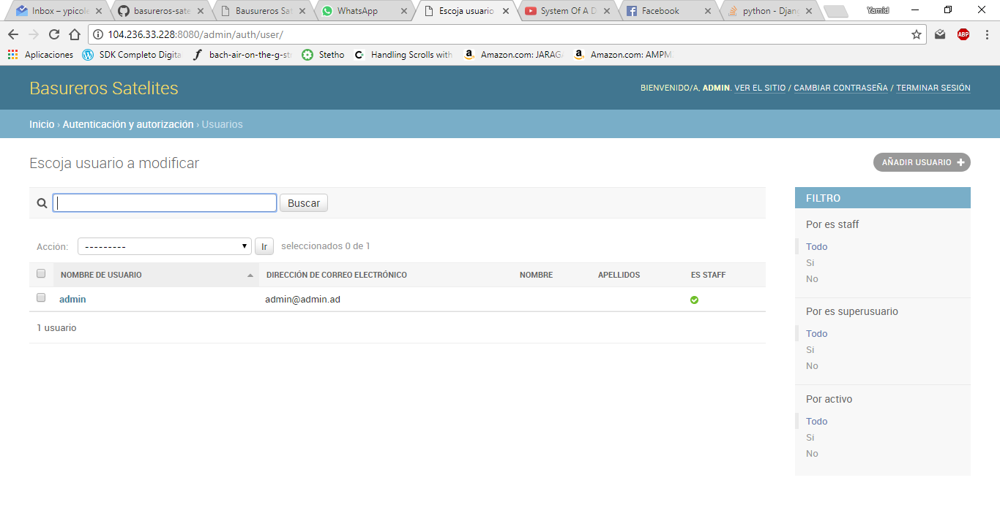 Inbox – ypicole
basureros-sate
Bausureros Sat
WhatsApp
Escoja usuario
System Of A D
Facebook
python - Djang
Yamid
104.236.33.228:8080/admin/auth/user/
ABP
Aplicaciones
SDK Completo Digita
bach-air-on-the-g-str
Stetho
Handling Scrolls with
Amazon.com: JARAGA
Amazon.com: AMPM
Basureros Satelites
BIENVENIDO/A, ADMIN. VER EL SITIO / CAMBIAR CONTRASEÑA / TERMINAR SESIÓN
Inicio › Autenticación y autorización › Usuarios
Escoja usuario a modificar
AÑADIR USUARIO +
Buscar
Acción: --------- Ir seleccionados 0 de 1
NOMBRE DE USUARIO DIRECCIÓN DE CORREO ELECTRÓNICO NOMBRE APELLIDOS ES STAFF
admin admin@admin.ad
1 usuario
FILTRO
Por es staff
Todo
Si
No
Por es superusuario
Todo
Si
No
Por activo
Todo
Si
No